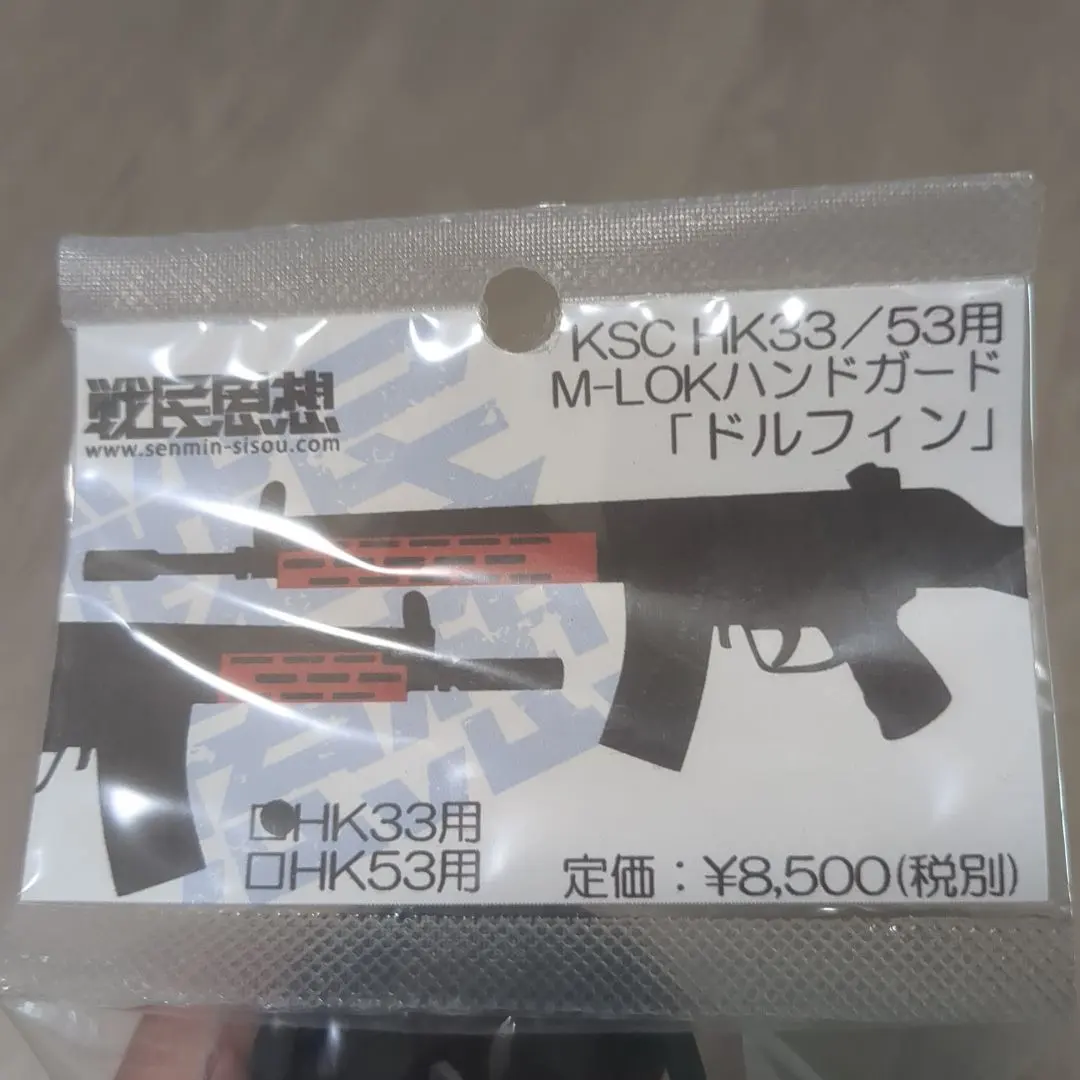 戦民思想
www.senmin-sisou.com
KSC HK33／53用
M-LOKハンドガード
「ドルフィン」
□HK33用
□HK53用
定価：¥8,500(税別)